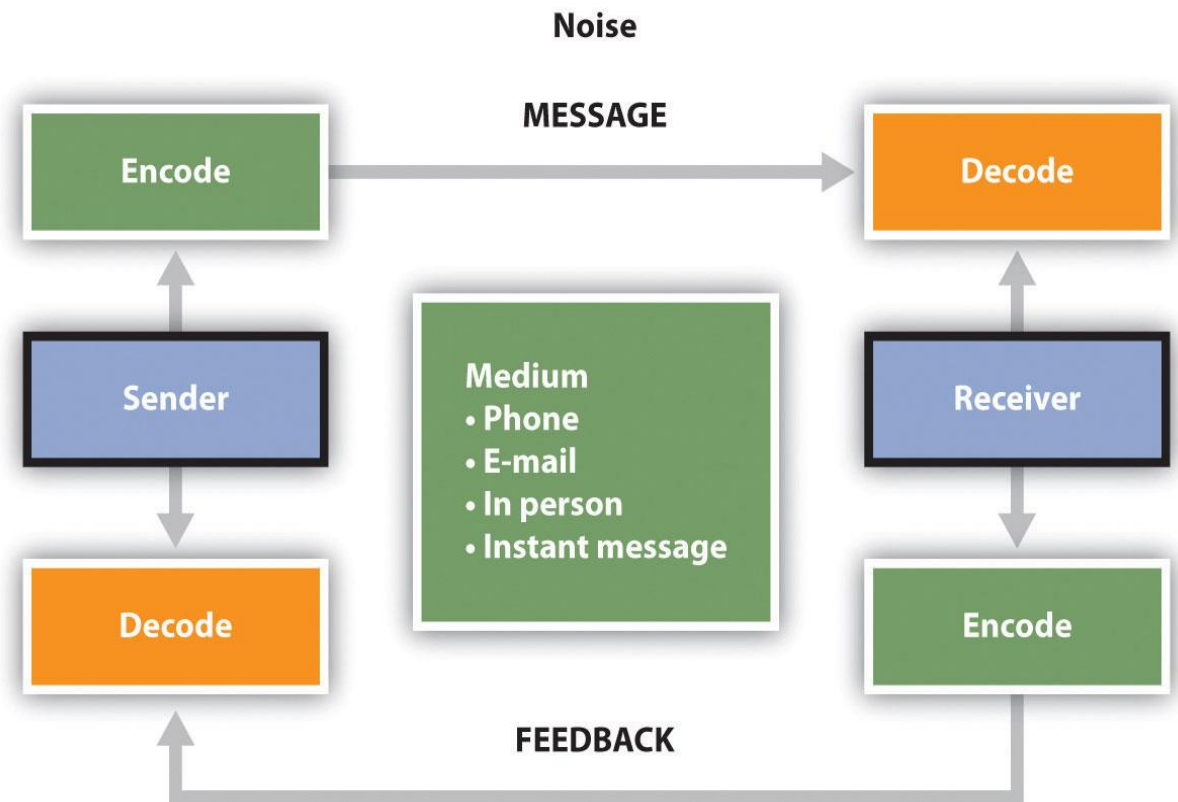 Noise
MESSAGE
Encode
Decode
Sender
Medium
• Phone
• E-mail
• In person
• Instant message
Receiver
Decode
Encode
FEEDBACK